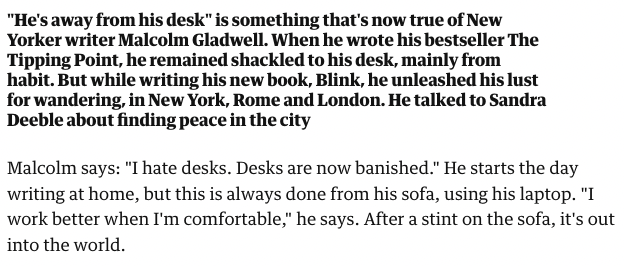 "He's away from his desk" is something that's now true of New
Yorker writer Malcolm Gladwell. When he wrote his bestseller The
Tipping Point, he remained shackled to his desk, mainly from
habit. But while writing his new book, Blink, he unleashed his lust
for wandering, in New York, Rome and London. He talked to Sandra
Deeble about finding peace in the city
Malcolm says: "I hate desks. Desks are now banished." He starts the day
writing at home, but this is always done from his sofa, using his laptop. "I
work better when I'm comfortable," he says. After a stint on the sofa, it's out
into the world.